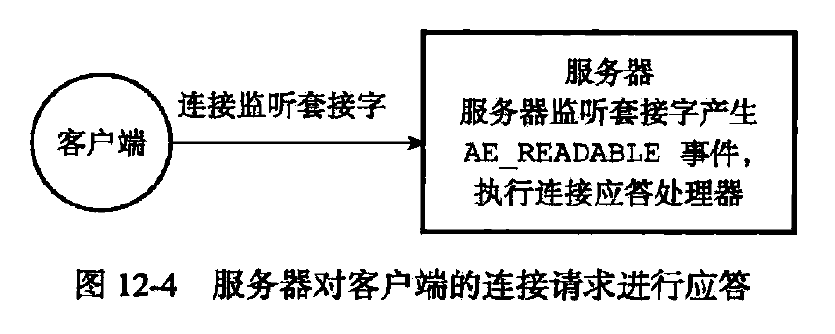 客户端
连接监听套接字
服务器
服务器监听套接字产生
AE_READABLE 事件,
执行连接应答处理器
图 12-4 服务器对客户端的连接请求进行应答